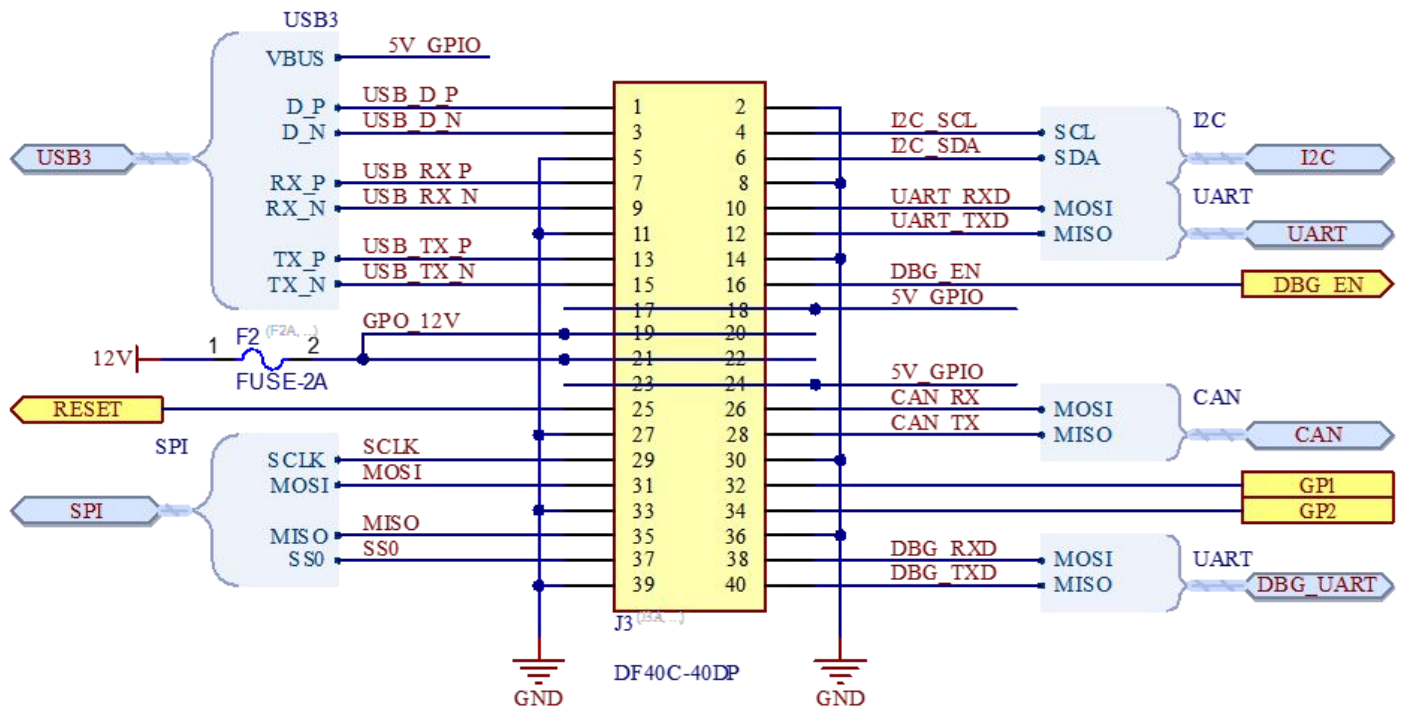 USB3
VBUS 5V_GPIO
D_P USB_D_P 1 2
D_N USB_D_N 3 4 I2C_SCL SCL I2C
USB3 5 6 I2C_SDA SDA I2C
RX_P USB_RX_P 7 8
RX_N USB_RX_N 9 10 UART_RXD MOSI UART
11 12 UART_TXD MISO UART
TX_P USB_TX_P 13 14
TX_N USB_TX_N 15 16 DBG_EN DBG_EN
17 18 5V_GPIO
F2 (F2A, ...) GPO_12V 19 20
12V 1 2 21 22
FUSE-2A 23 24 5V_GPIO
RESET 25 26 CAN_RX MOSI CAN
SPI 27 28 CAN_TX MISO CAN
SCLK SCLK 29 30
MOSI MOSI 31 32 GP1
SPI 33 34 GP2
MISO MISO 35 36
SS0 SS0 37 38 DBG_RXD MOSI UART
39 40 DBG_TXD MISO DBG_UART
J3 (J3A, ...)
DF40C-40DP
GND GND